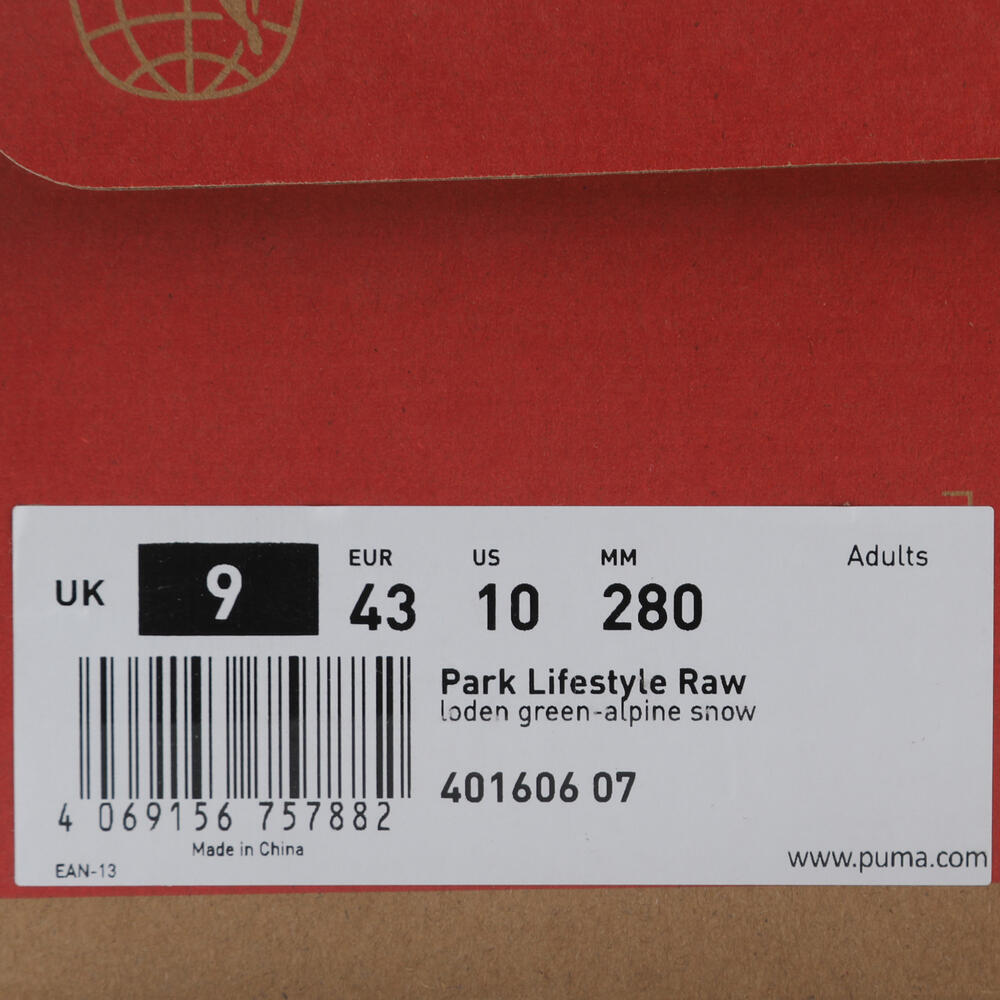 UK 9 EUR 43 US 10 MM 280 Adults
Park Lifestyle Raw
loden green-alpine snow
401606 07
4 069156 757882
Made in China
EAN-13
www.puma.com